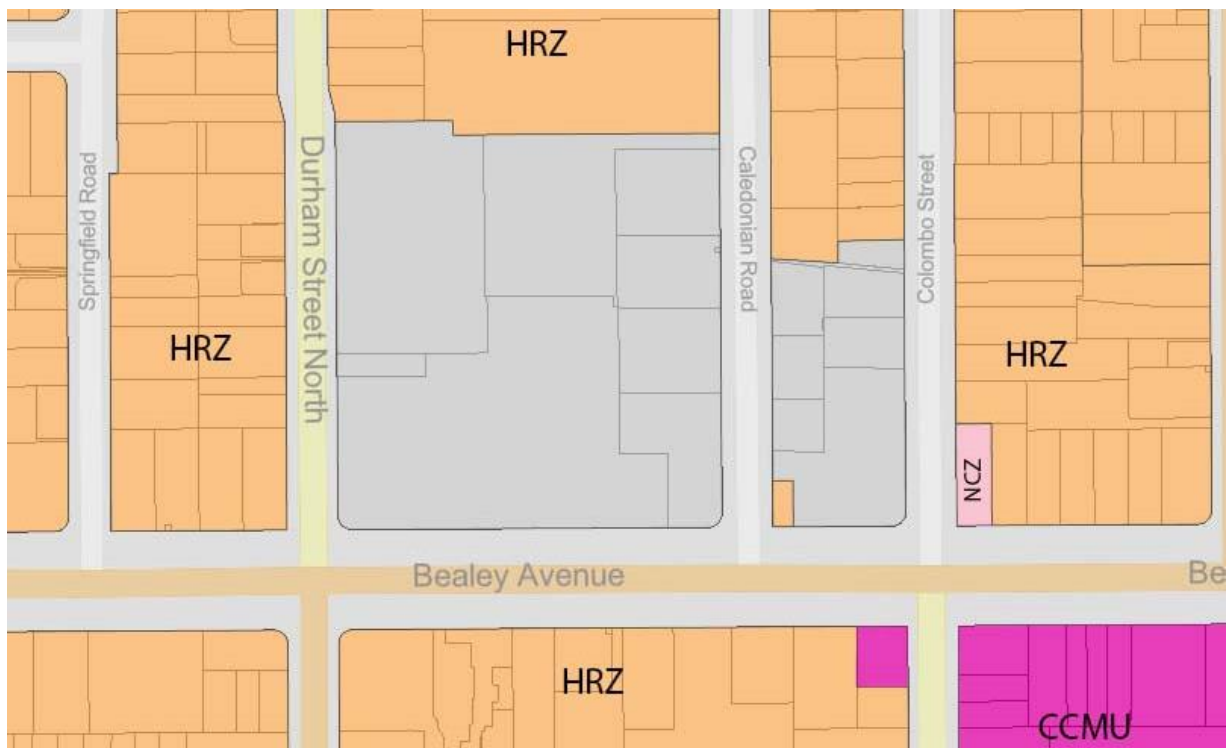 HRZ
Springfield Road
Durham Street North
Caledonian Road
Colombo Street
HRZ
HRZ
NCZ
Bealey Avenue
Be
HRZ
CCMU